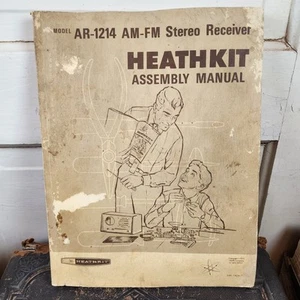 MODEL AR-1214 AM-FM Stereo Receiver
HEATHKIT
ASSEMBLY MANUAL
HEATHKIT